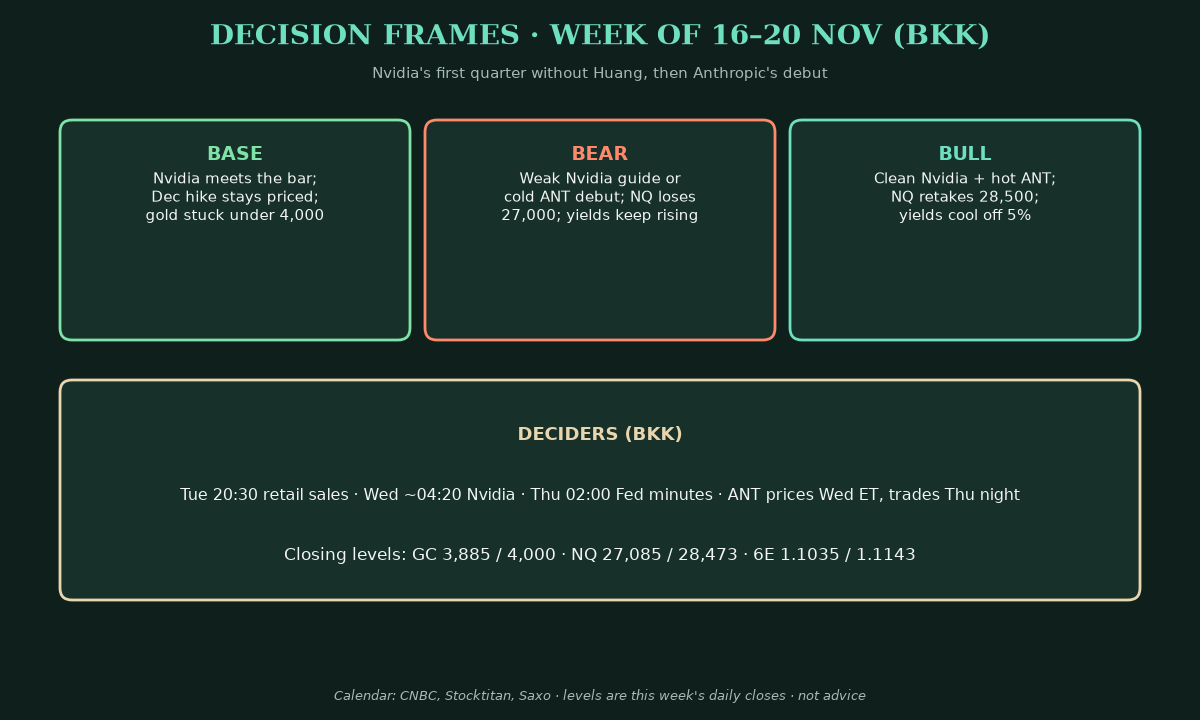 DECISION FRAMES · WEEK OF 16–20 NOV (BKK)
Nvidia's first quarter without Huang, then Anthropic's debut
BASE
Nvidia meets the bar;
Dec hike stays priced;
gold stuck under 4,000
BEAR
Weak Nvidia guide or
cold ANT debut; NQ loses
27,000; yields keep rising
BULL
Clean Nvidia + hot ANT;
NQ retakes 28,500;
yields cool off 5%
DECIDERS (BKK)
Tue 20:30 retail sales · Wed ~04:20 Nvidia · Thu 02:00 Fed minutes · ANT prices Wed ET, trades Thu night
Closing levels: GC 3,885 / 4,000 · NQ 27,085 / 28,473 · 6E 1.1035 / 1.1143
Calendar: CNBC, Stocktitan, Saxo · levels are this week's daily closes · not advice